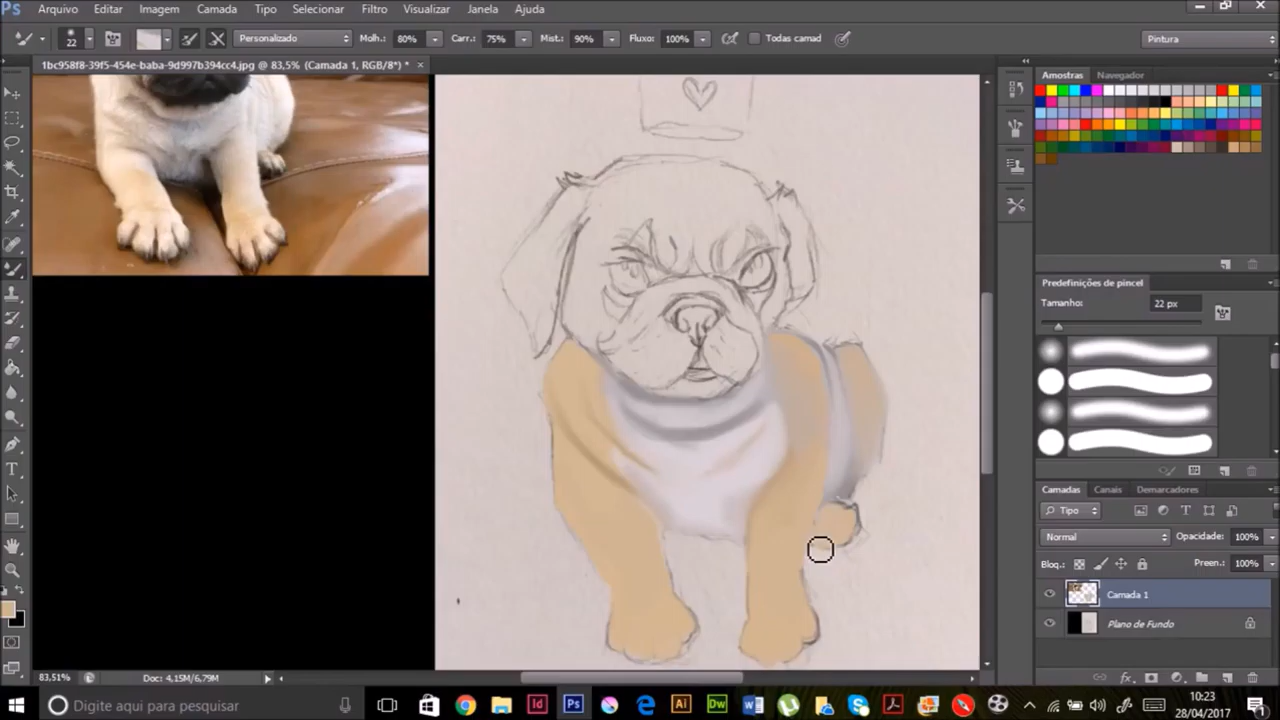 Ps Arquivo Editar Imagem Camada Tipo Selecionar Filtro Visualizar Janela Ajuda
22 Personalizado Molh.: 80% Carr.: 75% Mist.: 90% Fluxo: 100% Todas camad Pintura
1bc958f8-39f5-454e-baba-9d997b394cc4.jpg @ 83,5% (Camada 1, RGB/8*) * ×
Amostras Navegador
Predefinições de pincel
Tamanho: 22 px
Camadas Canais Demarcadores
Tipo
Normal Opacidade: 100%
Bloq.: Preen.: 100%
Camada 1
Plano de Fundo
83,51% Doc: 4,15M/6,79M
Digite aqui para pesquisar
10:23
28/04/2017